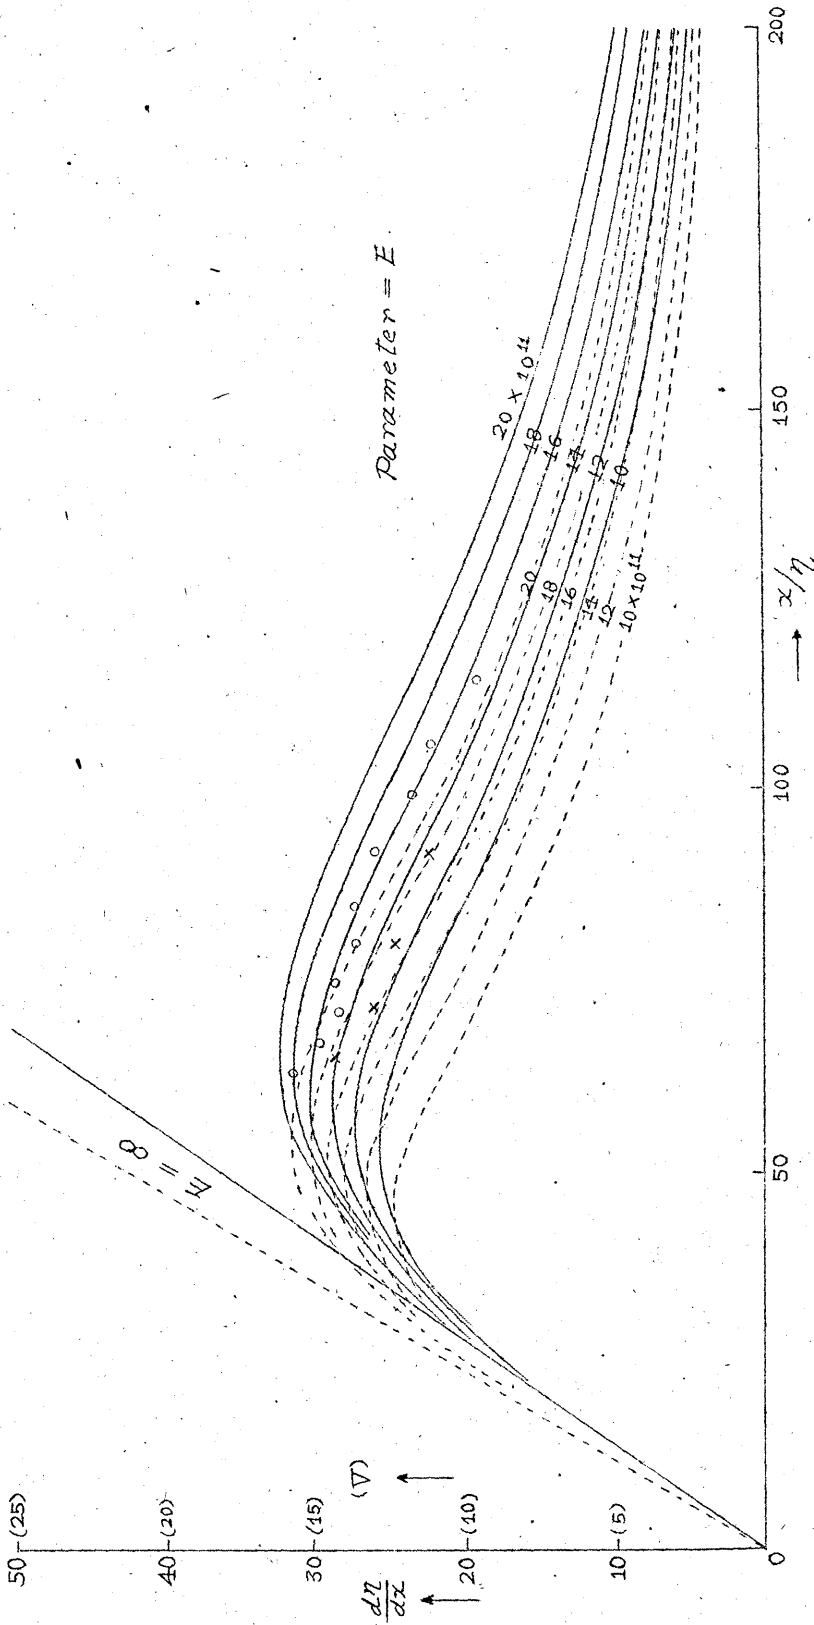 50 (25)
40 (20)
30 (15)
20 (10)
10 (5)
0
50
100
150
200
dη
dx
(V)
x/η
E = ∞
Parameter = E.
20 × 10¹¹
18
16
14
12
10
20
18
16
14
12
10 × 10¹¹